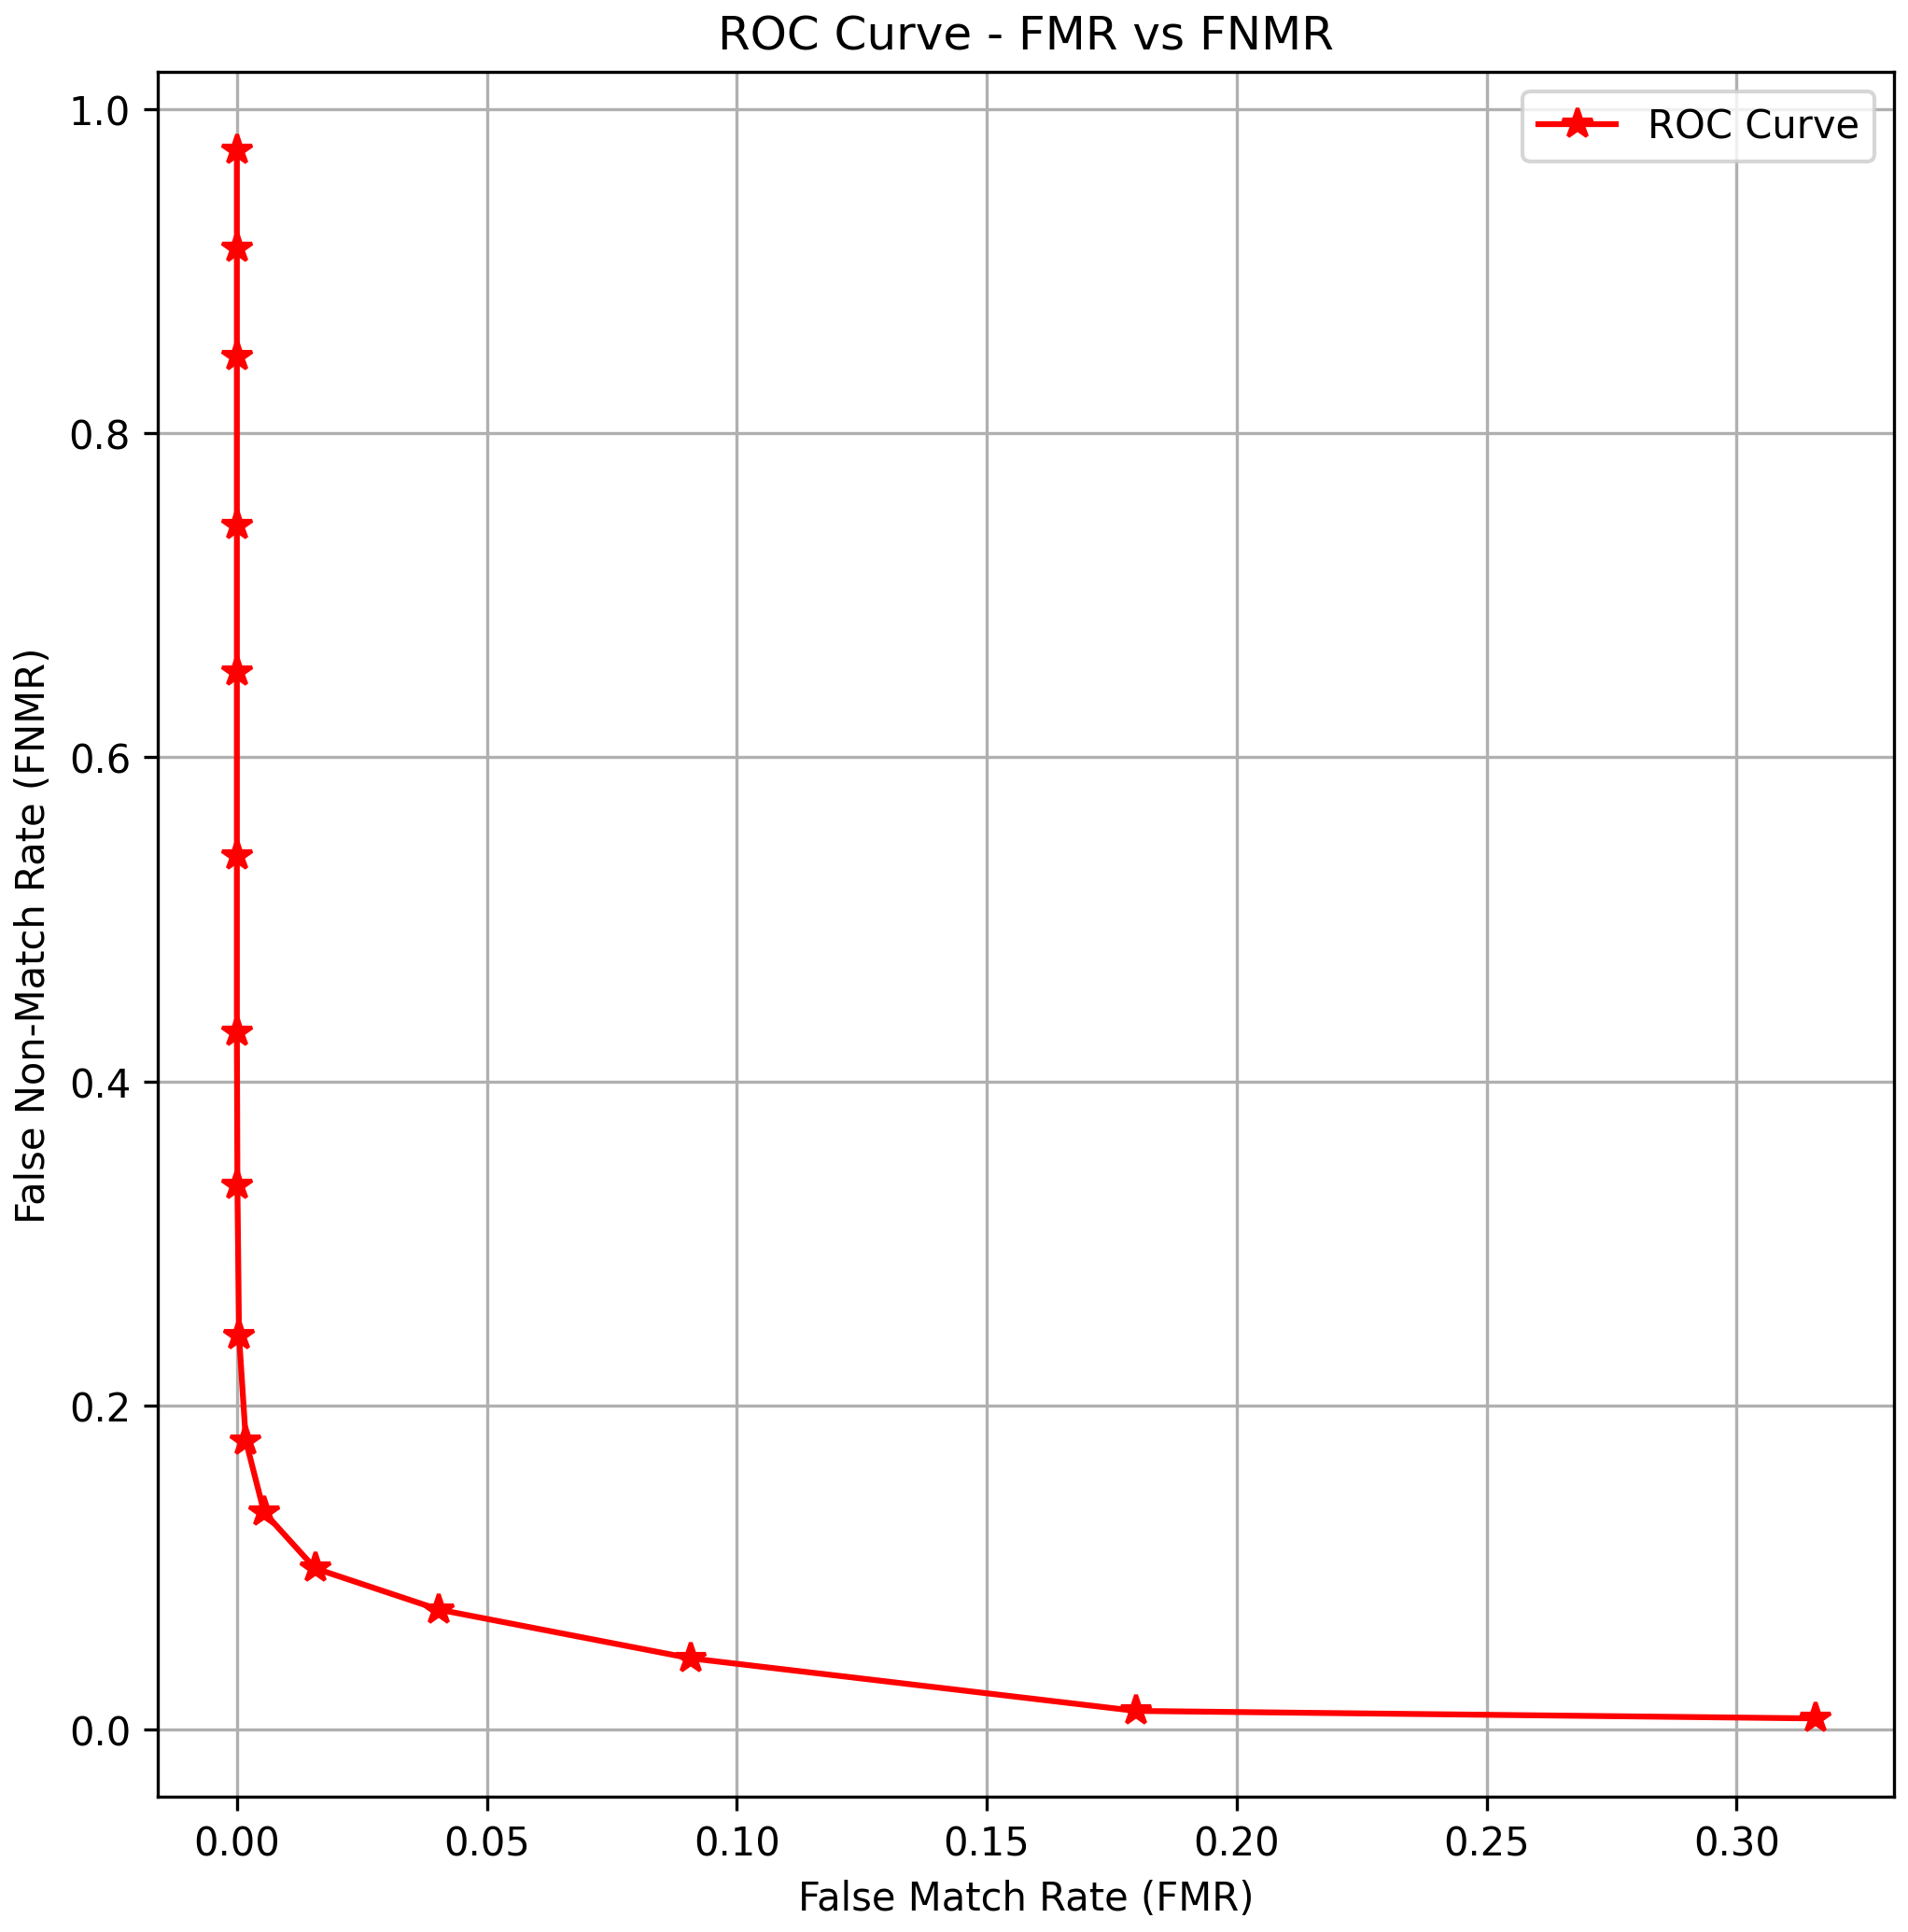 ROC Curve - FMR vs FNMR
ROC Curve
1.0
0.8
0.6
0.4
0.2
0.0
False Non-Match Rate (FNMR)
0.00 0.05 0.10 0.15 0.20 0.25 0.30
False Match Rate (FMR)